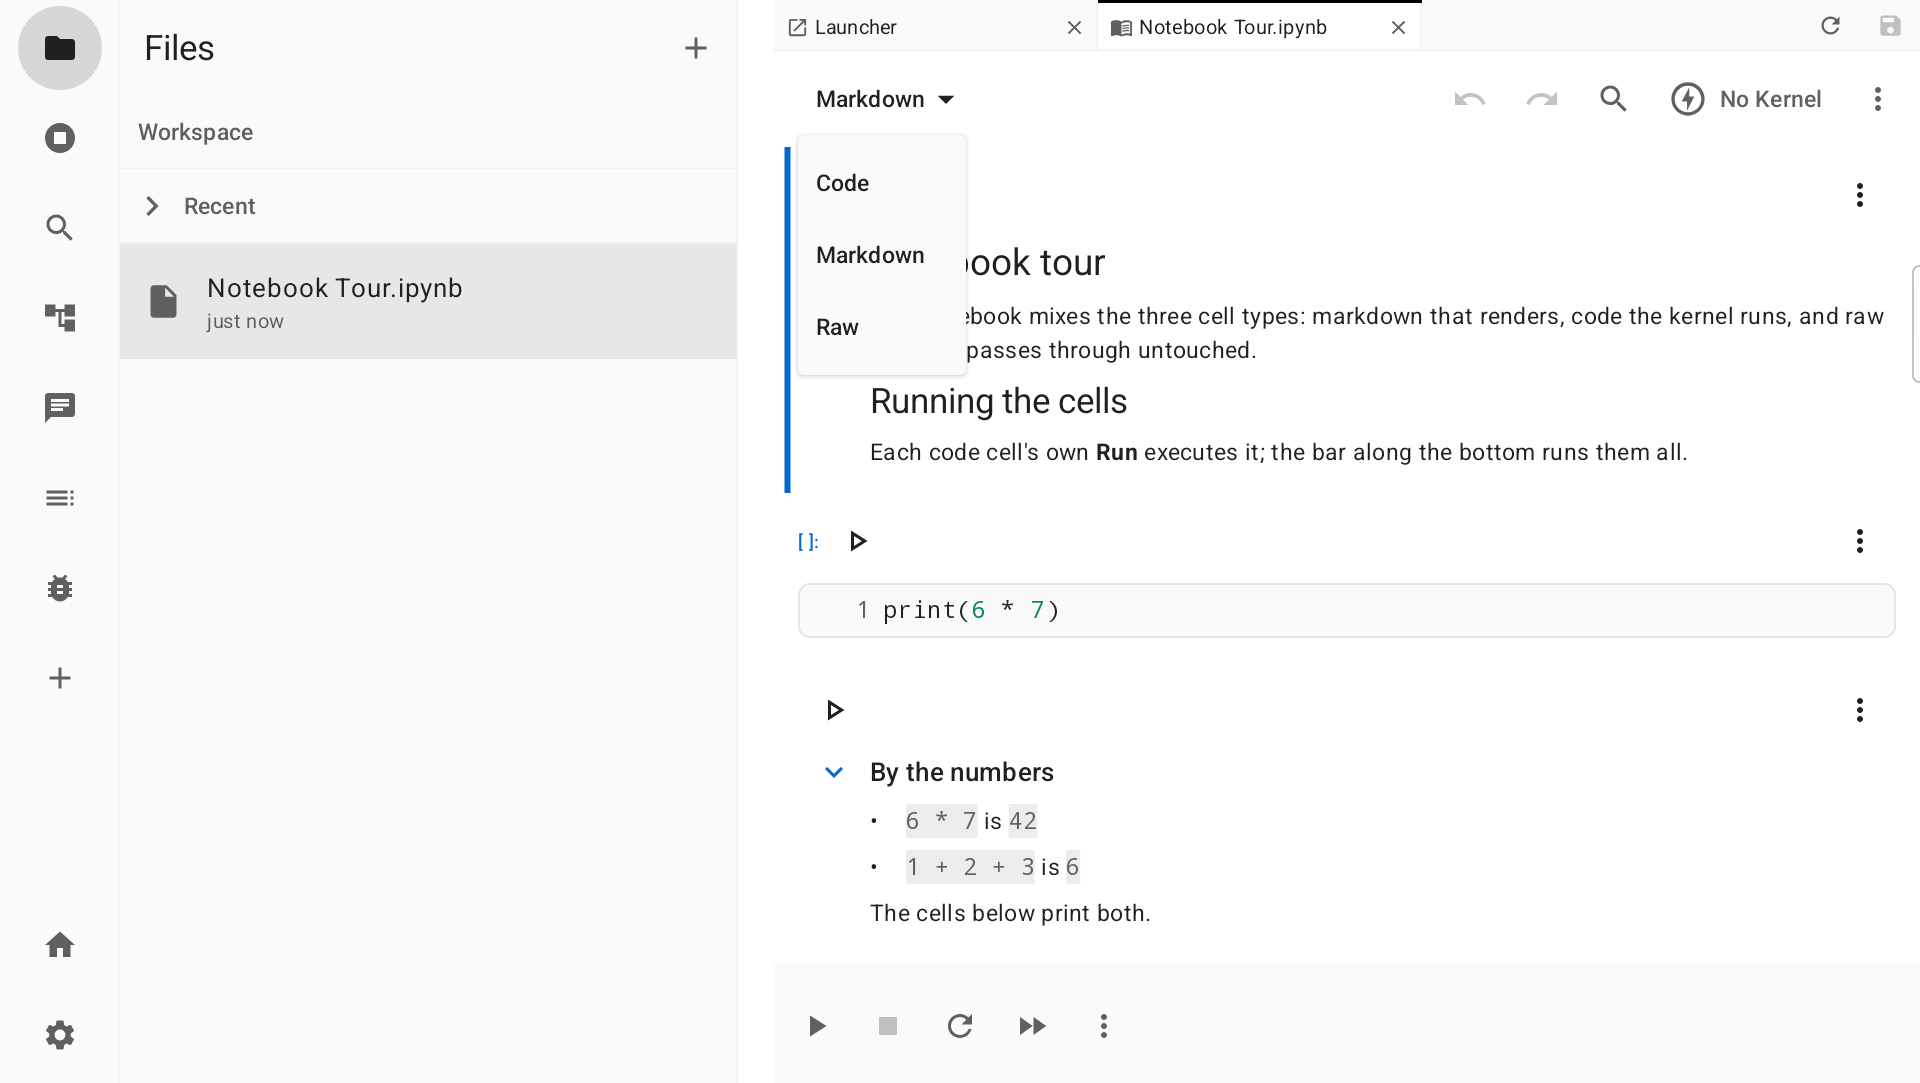 Files
Workspace
Recent
Notebook Tour.ipynb
just now
Launcher
Notebook Tour.ipynb
Markdown
No Kernel
Code
Markdown
Raw
book tour
ebook mixes the three cell types: markdown that renders, code the kernel runs, and raw
passes through untouched.
Running the cells
Each code cell's own Run executes it; the bar along the bottom runs them all.
[ ]:
1 print(6 * 7)
By the numbers
• 6 * 7 is 42
• 1 + 2 + 3 is 6
The cells below print both.